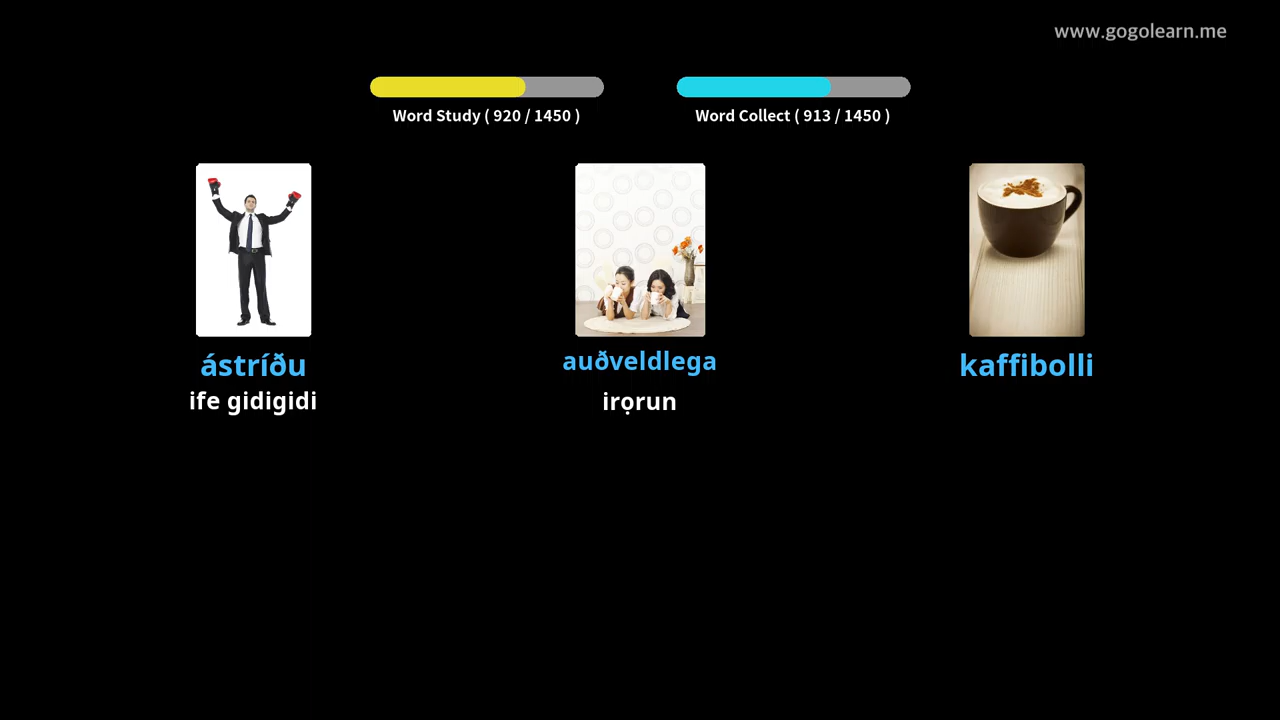 www.gogolearn.me
Word Study ( 920 / 1450 )
Word Collect ( 913 / 1450 )
ástríðu
ife gidigidi
auðveldlega
irọrun
kaffibolli